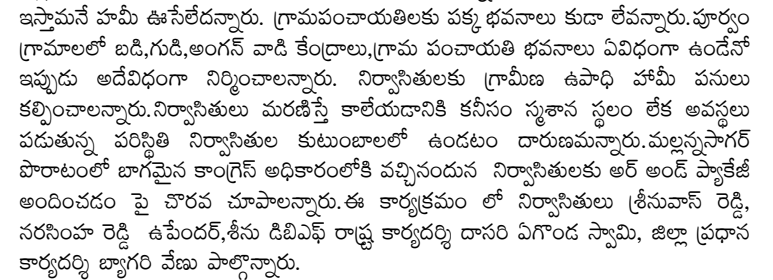 ఇస్తామనే హమీ ఊసేలేదన్నారు. గ్రామపంచాయతిలకు పక్క భవనాలు కుడా లేవన్నారు.పూర్వం
గ్రామాలలో బడి,గుడి,అంగన్ వాడి కేంద్రాలు,గ్రామ పంచాయతి భవనాలు ఏవిధంగా ఉండేనో
ఇప్పుడు అదేవిధంగా నిర్మించాలన్నారు. నిర్వాసితులకు గ్రామీణ ఉపాధి హామీ పనులు
కల్పించాలన్నారు.నిర్వాసితులు మరణిస్తే కాలేయడానికి కనీసం స్మశాన స్థలం లేక అవస్థలు
పడుతున్న పరిస్థితి నిర్వాసితుల కుటుంబాలలో ఉండటం దారుణమన్నారు.మల్లన్నసాగర్
పొరాటంలో బాగమైన కాంగ్రెస్ అధికారంలోకి వచ్చినందున నిర్వాసితులకు అర్ అండ్ ప్యాకేజీ
అందించడం పై చొరవ చూపాలన్నారు.ఈ కార్యక్రమం లో నిర్వాసితులు శ్రీనువాస్ రెడ్డి,
నరసింహ రెడ్డి ఉపేందర్,శీను డిబిఎఫ్ రాష్ట్ర కార్యదర్శి దాసరి ఏగొండ స్వామి, జిల్లా ప్రధాన
కార్యదర్శి బ్యాగరి వేణు పాల్గొన్నారు.